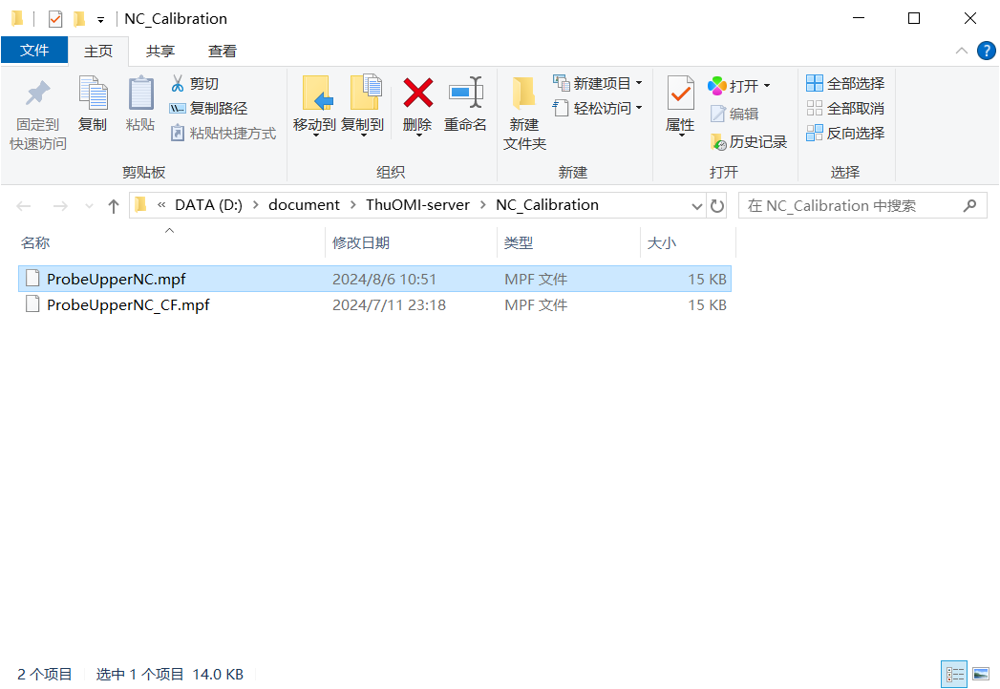 NC_Calibration
文件 主页 共享 查看
固定到快速访问
复制
粘贴
剪切
复制路径
粘贴快捷方式
移动到
复制到
删除
重命名
新建文件夹
新建项目
轻松访问
属性
打开
编辑
历史记录
全部选择
全部取消
反向选择
剪贴板 组织 新建 打开 选择
« DATA (D:) > document > ThuOMI-server > NC_Calibration
在 NC_Calibration 中搜索
名称 修改日期 类型 大小
ProbeUpperNC.mpf 2024/8/6 10:51 MPF 文件 15 KB
ProbeUpperNC_CF.mpf 2024/7/11 23:18 MPF 文件 15 KB
2 个项目 选中 1 个项目 14.0 KB